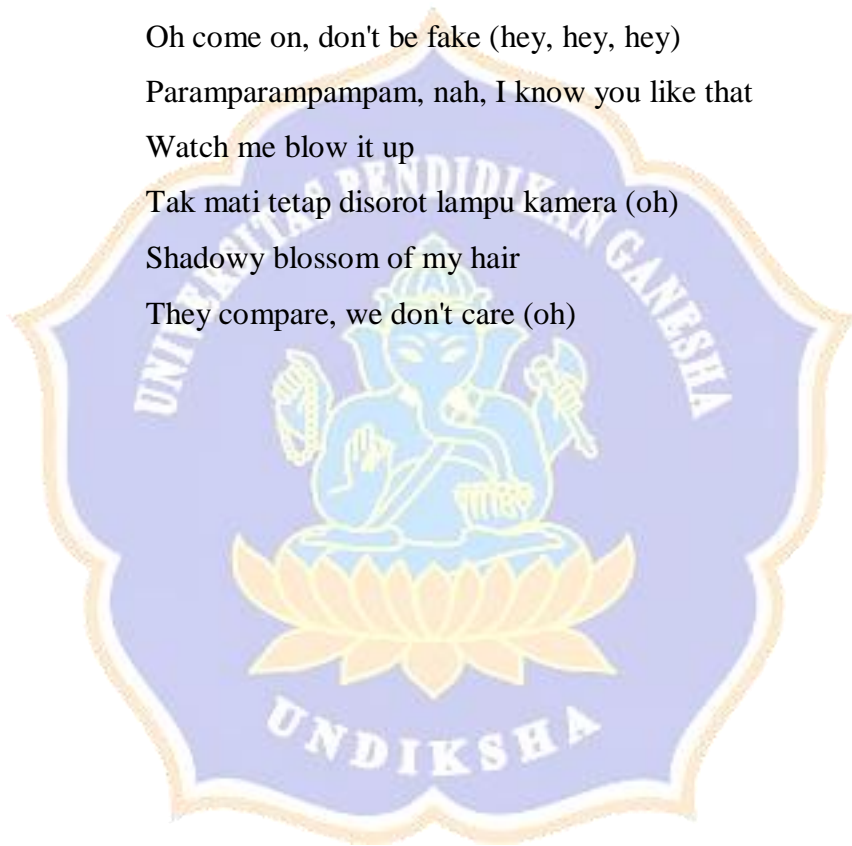 Oh come on, don't be fake (hey, hey, hey)
Paramparampampam, nah, I know you like that
Watch me blow it up
Tak mati tetap disorot lampu kamera (oh)
Shadowy blossom of my hair
They compare, we don't care (oh)
UNIVERSITAS PENDIDIKAN GANESHA
UNDIKSHA